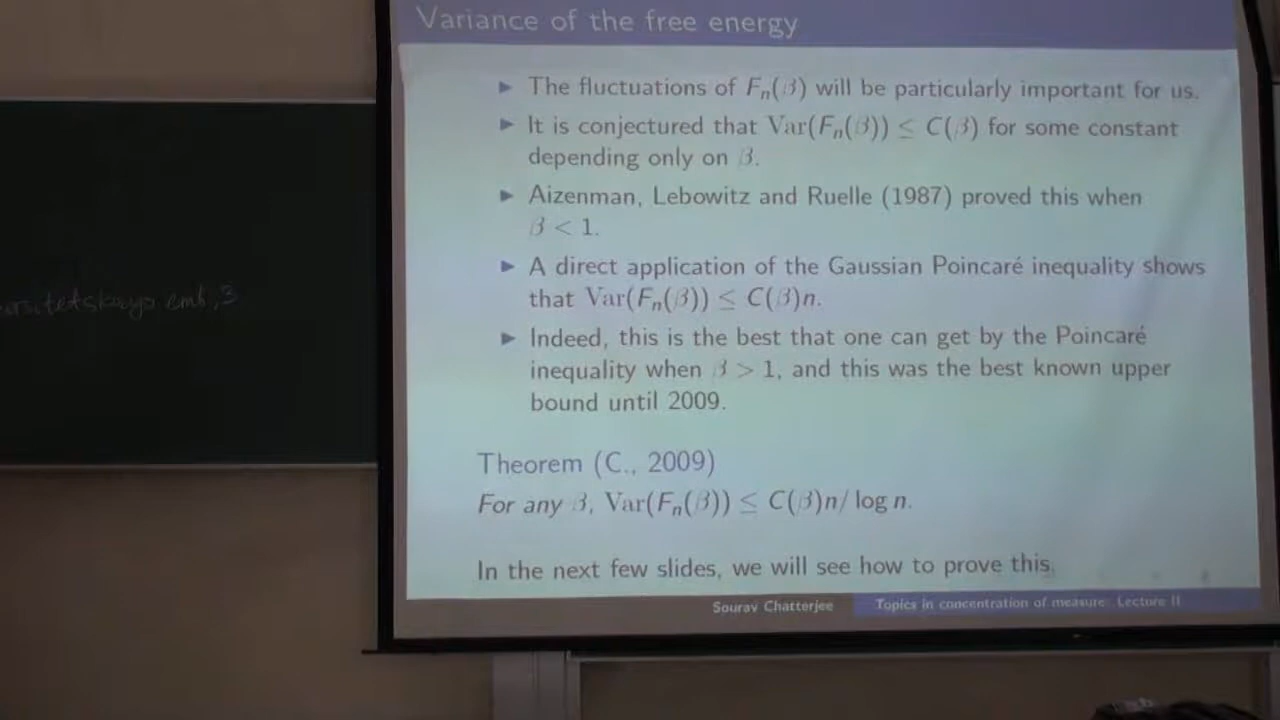 Variance of the free energy
▶ The fluctuations of Fₙ(β) will be particularly important for us.
▶ It is conjectured that Var(Fₙ(β)) ≤ C(β) for some constant
depending only on β.
▶ Aizenman, Lebowitz and Ruelle (1987) proved this when
β < 1.
▶ A direct application of the Gaussian Poincaré inequality shows
that Var(Fₙ(β)) ≤ C(β)n.
▶ Indeed, this is the best that one can get by the Poincaré
inequality when β > 1, and this was the best known upper
bound until 2009.
Theorem (C., 2009)
For any β, Var(Fₙ(β)) ≤ C(β)n/ log n.
In the next few slides, we will see how to prove this.
Sourav Chatterjee Topics in concentration of measure: Lecture II
emb, 3